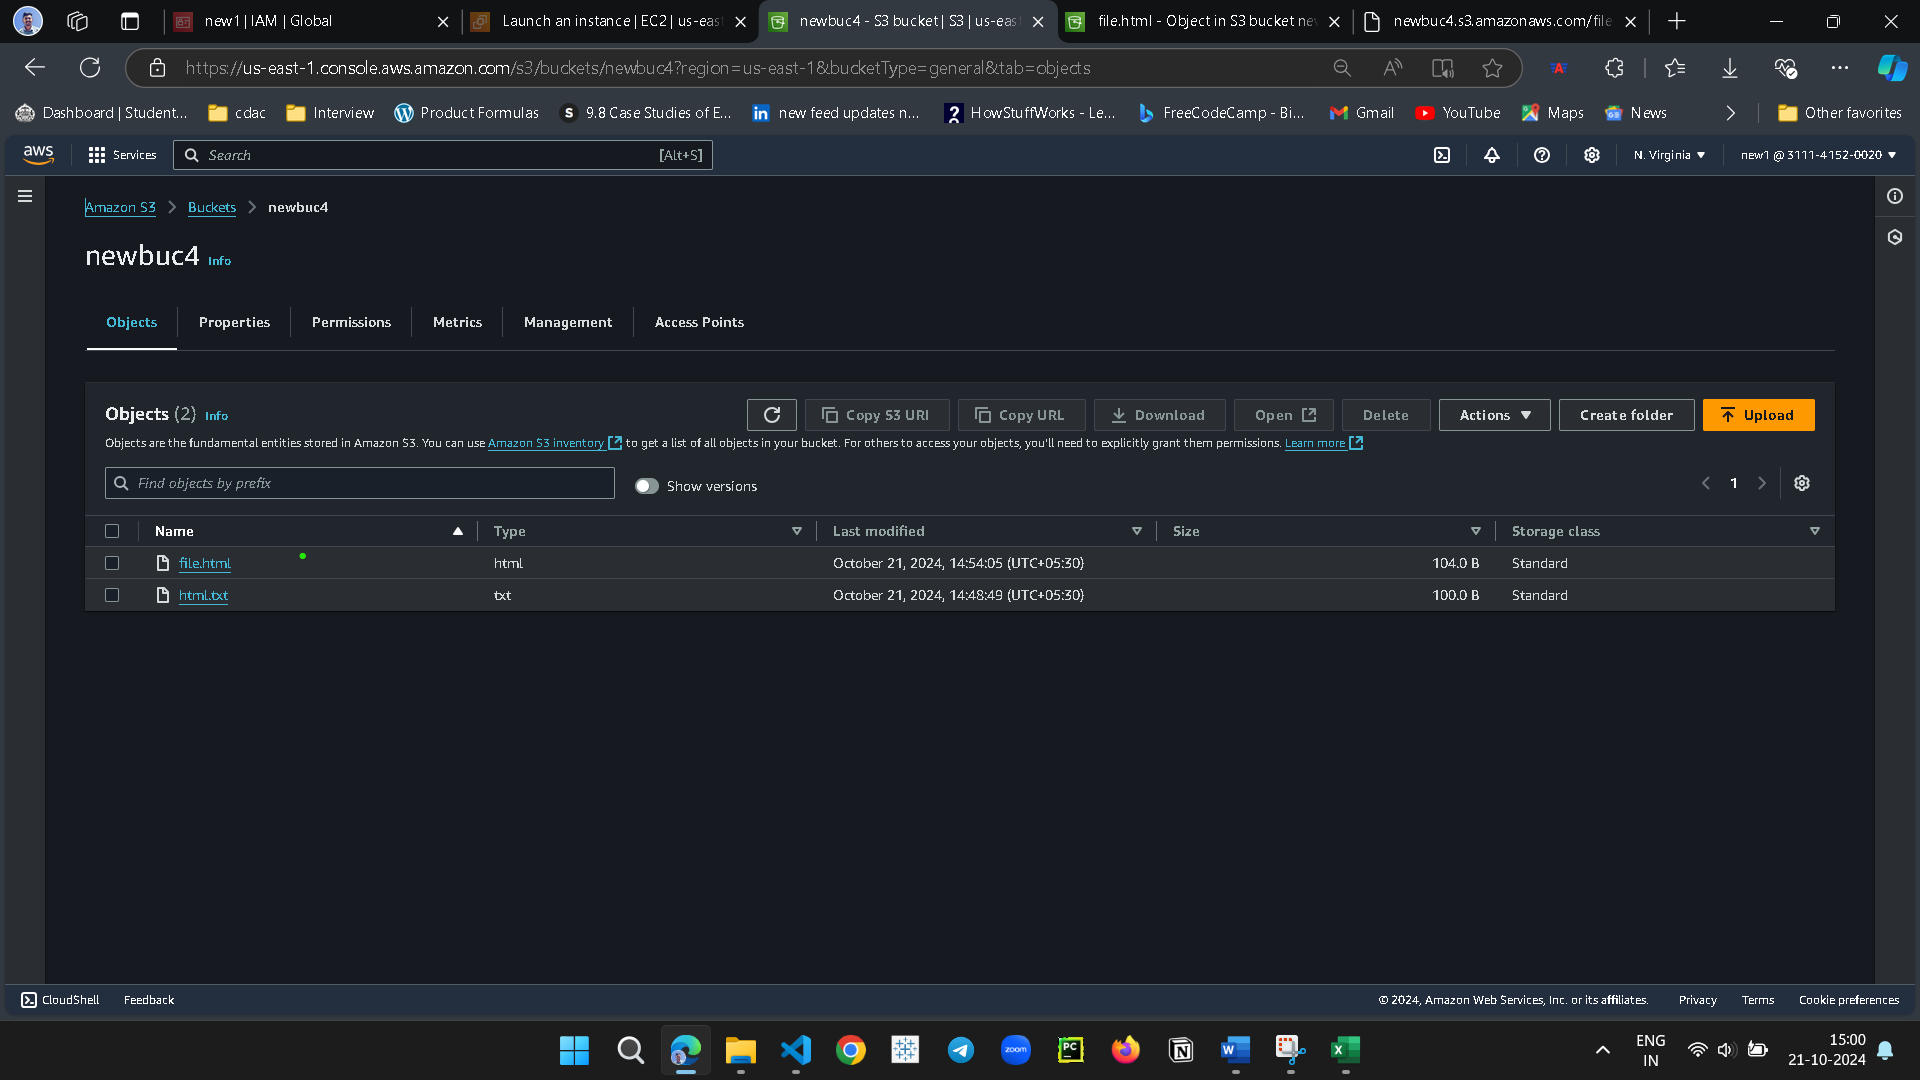 new1 | IAM | Global
Launch an instance | EC2 | us-eas
newbuc4 - S3 bucket | S3 | us-eas
file.html - Object in S3 bucket nev
newbuc4.s3.amazonaws.com/file
https://us-east-1.console.aws.amazon.com/s3/buckets/newbuc4?region=us-east-1&bucketType=general&tab=objects
Dashboard | Student...
cdac
Interview
Product Formulas
9.8 Case Studies of E...
new feed updates n...
HowStuffWorks - Le...
FreeCodeCamp - Bi...
Gmail
YouTube
Maps
News
Other favorites
aws
Services
Search
[Alt+S]
N. Virginia
new1 @ 3111-4152-0020
Amazon S3
Buckets
newbuc4
newbuc4 Info
Objects
Properties
Permissions
Metrics
Management
Access Points
Objects (2) Info
Copy S3 URI
Copy URL
Download
Open
Delete
Actions
Create folder
Upload
Objects are the fundamental entities stored in Amazon S3. You can use Amazon S3 inventory to get a list of all objects in your bucket. For others to access your objects, you'll need to explicitly grant them permissions. Learn more
Find objects by prefix
Show versions
1
Name
Type
Last modified
Size
Storage class
file.html
html
October 21, 2024, 14:54:05 (UTC+05:30)
104.0 B
Standard
html.txt
txt
October 21, 2024, 14:48:49 (UTC+05:30)
100.0 B
Standard
CloudShell
Feedback
© 2024, Amazon Web Services, Inc. or its affiliates.
Privacy
Terms
Cookie preferences
zoom
PC
ENG
IN
15:00
21-10-2024